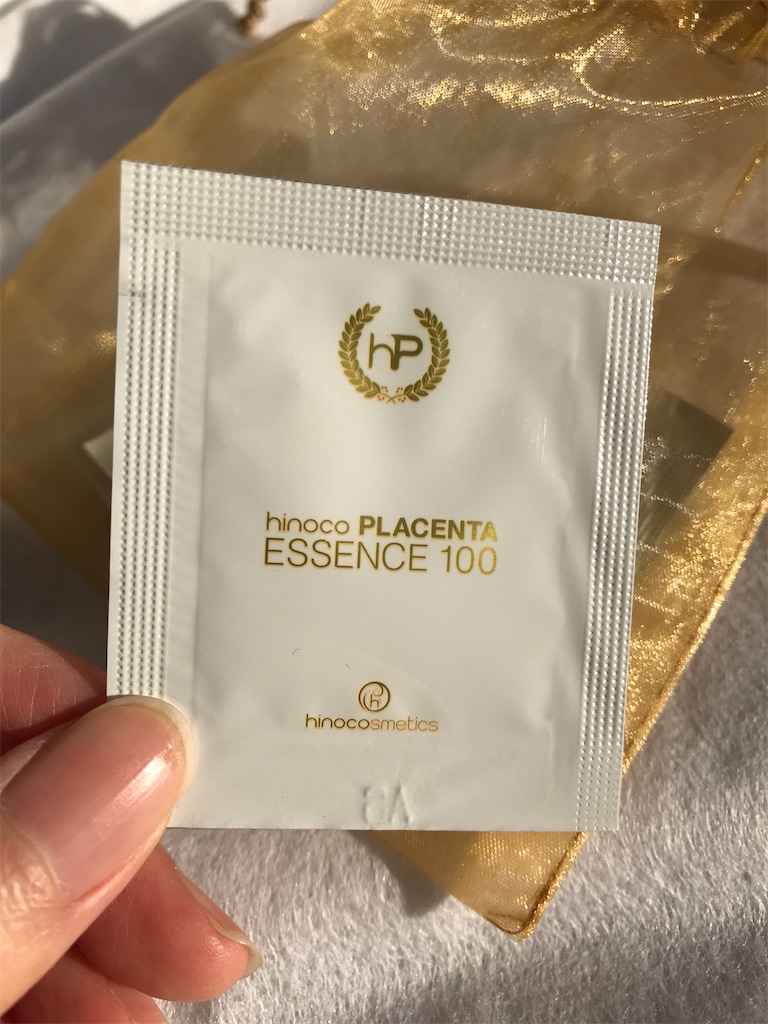 hP
hinoco PLACENTA
ESSENCE 100
h
hinocosmetics